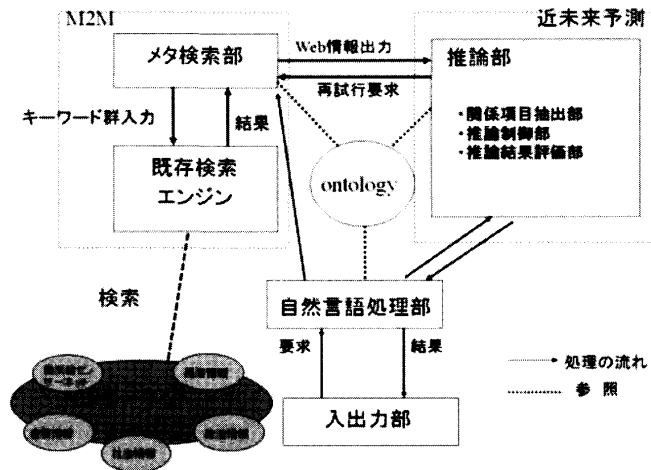 M2M
近未来予測
メタ検索部
Web情報出力
推論部
再試行要求
キーワード群入力
結果
・関係項目抽出部
・推論制御部
・推論結果評価部
既存検索
エンジン
ontology
検索
自然言語処理部
要求
結果
処理の流れ
参 照
入出力部
社会情報